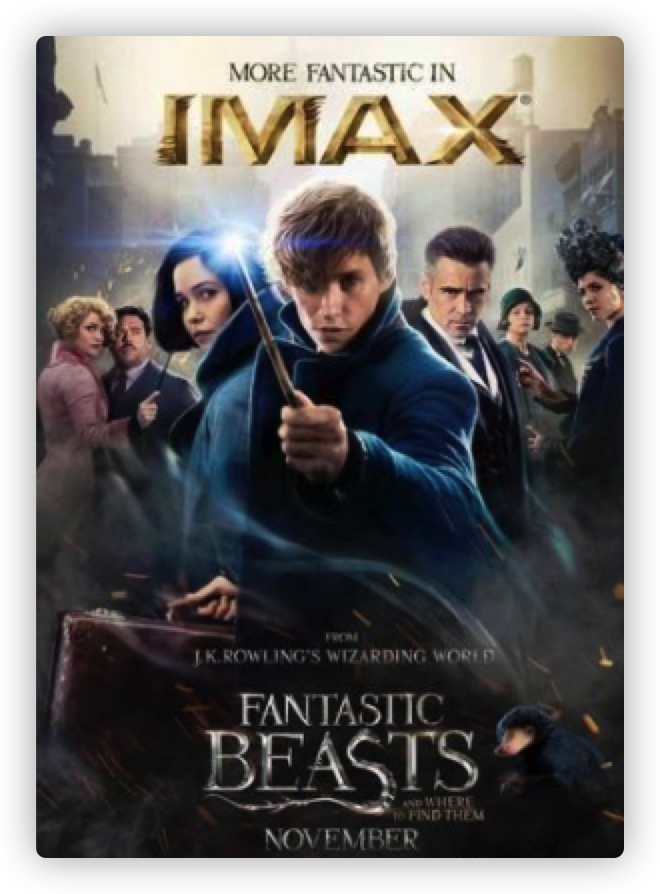 MORE FANTASTIC IN
IMAX®
FROM
J.K.ROWLING'S WIZARDING WORLD
FANTASTIC
BEASTS
AND WHERE
TO FIND THEM
NOVEMBER